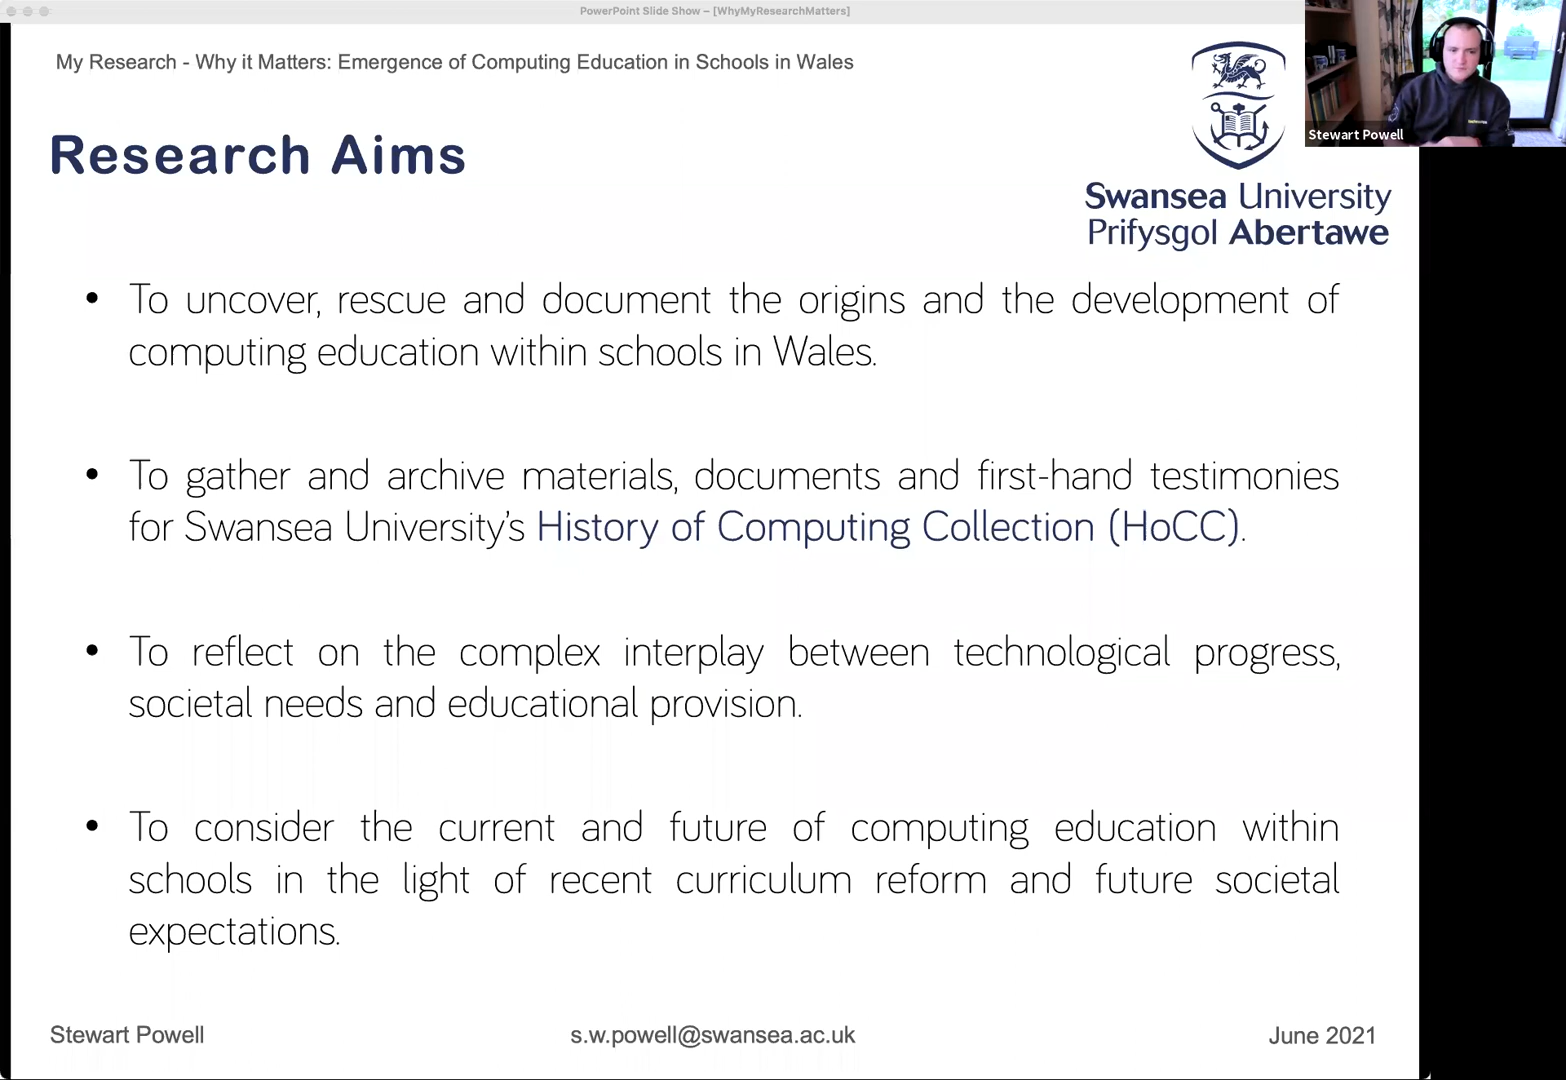 PowerPoint Slide Show – [WhyMyResearchMatters]
My Research - Why it Matters: Emergence of Computing Education in Schools in Wales
Stewart Powell
Research Aims
Swansea University
Prifysgol Abertawe
• To uncover, rescue and document the origins and the development of
computing education within schools in Wales.
• To gather and archive materials, documents and first-hand testimonies
for Swansea University’s History of Computing Collection (HoCC).
• To reflect on the complex interplay between technological progress,
societal needs and educational provision.
• To consider the current and future of computing education within
schools in the light of recent curriculum reform and future societal
expectations.
Stewart Powell
s.w.powell@swansea.ac.uk
June 2021